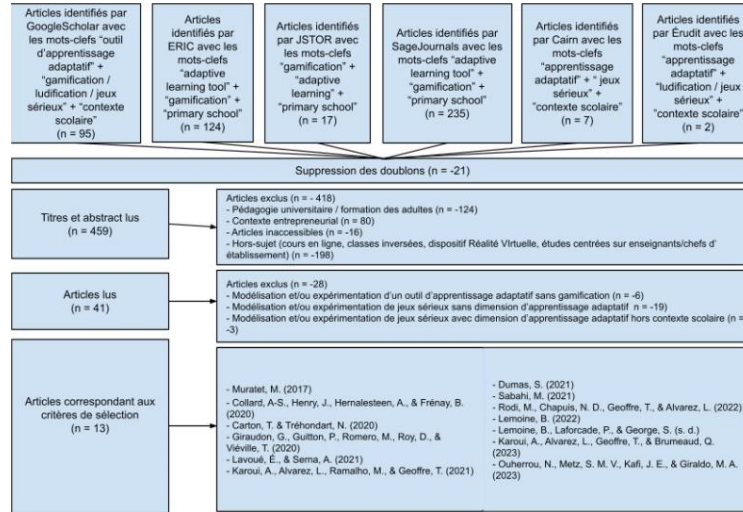 Articles identifiés par
GoogleScholar avec
les mots-clefs “outil
d’apprentissage
adaptatif” +
“gamification /
ludification / jeux
sérieux” + “contexte
scolaire”
(n = 95)
Articles identifiés par
ERIC avec les
mots-clefs
“adaptive
learning tool” +
“gamification” +
“primary school”
(n = 124)
Articles identifiés par
JSTOR avec les
mots-clefs
“gamification” +
“adaptive
learning” +
“primary school”
(n = 17)
Articles identifiés par
SageJournals avec les
mots-clefs “adaptive
learning tool” +
“gamification” +
“primary school”
(n = 235)
Articles identifiés
par Cairn avec les
mots-clefs
“apprentissage
adaptatif” + “ jeux
sérieux” +
“contexte scolaire”
(n = 7)
Articles identifiés par
Érudit avec les
mots-clefs
“apprentissage
adaptatif” +
“ludification / jeux
sérieux” +
“contexte scolaire”
(n = 2)
Suppression des doublons (n = -21)
Titres et abstract lus
(n = 459)
Articles exclus (n = - 418)
- Pédagogie universitaire / formation des adultes (n = -124)
- Contexte entrepreneurial (n = 80)
- Articles inaccessibles (n = -16)
- Hors-sujet (cours en ligne, classes inversées, dispositif Réalité VIrtuelle, études centrées sur enseignants/chefs d’
établissement) (n = -198)
Articles lus
(n = 41)
Articles exclus (n = -28)
- Modélisation et/ou expérimentation d’un outil d’apprentissage adaptatif sans gamification (n = -6)
- Modélisation et/ou expérimentation de jeux sérieux sans dimension d’apprentissage adaptatif n = -19)
- Modélisation et/ou expérimentation de jeux sérieux avec dimension d’apprentissage adaptatif hors contexte scolaire (n =
-3)
Articles correspondant aux
critères de sélection
(n = 13)
- Muratet, M. (2017)
- Collard, A-S., Henry, J., Hernalesteen, A., & Frénay, B.
(2020)
- Carton, T. & Tréhondart, N. (2020)
- Giraudon, G., Guitton, P., Romero, M., Roy, D., &
Viéville, T. (2020)
- Lavoué, É., & Serna, A. (2021)
- Karoui, A., Alvarez, L., Ramalho, M., & Geoffre, T. (2021)
- Dumas, S. (2021)
- Sabahi, M. (2021)
- Rodi, M., Chapuis, N. D., Geoffre, T., & Alvarez, L. (2022)
- Lemoine, B. (2022)
- Lemoine, B., Laforcade, P., & George, S. (s. d.)
- Karoui, A., Alvarez, L., Geoffre, T., & Brumeaud, Q.
(2023)
- Ouherrou, N., Metz, S. M. V., Kafi, J. E., & Giraldo, M. A.
(2023)